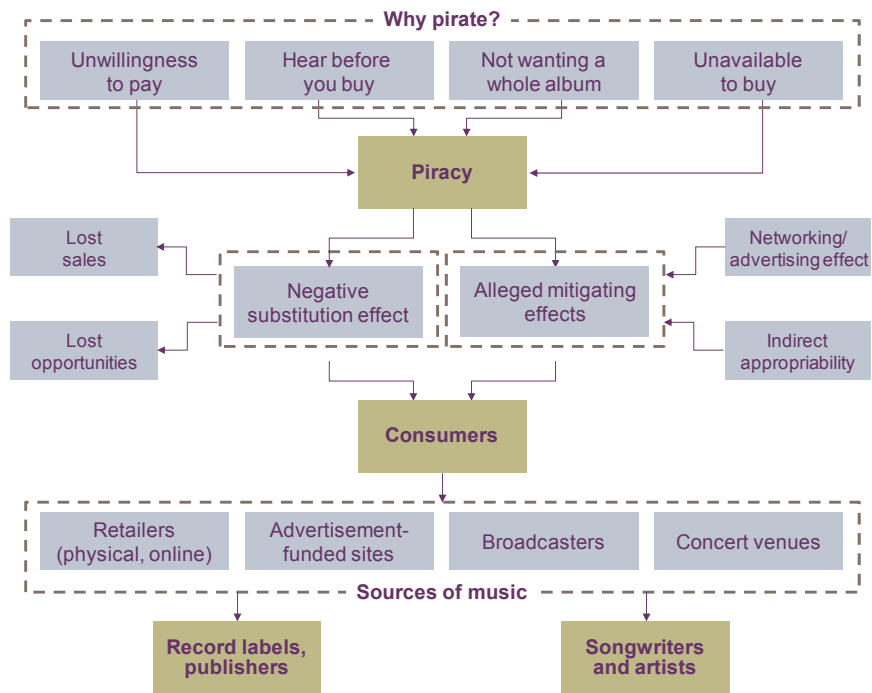 Why pirate?
Unwillingness
to pay
Hear before
you buy
Not wanting a
whole album
Unavailable
to buy
Piracy
Lost
sales
Networking/
advertising effect
Negative
substitution effect
Alleged mitigating
effects
Lost
opportunities
Indirect
appropriability
Consumers
Retailers
(physical, online)
Advertisement-
funded sites
Broadcasters
Concert venues
Sources of music
Record labels,
publishers
Songwriters
and artists